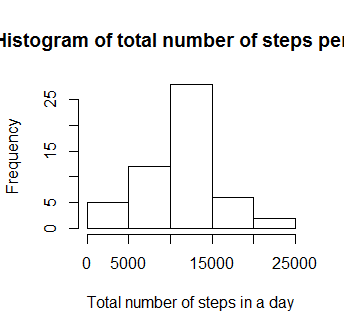 Histogram of total number of steps per
Frequency
25
15
5
0
0 5000 15000 25000
Total number of steps in a day